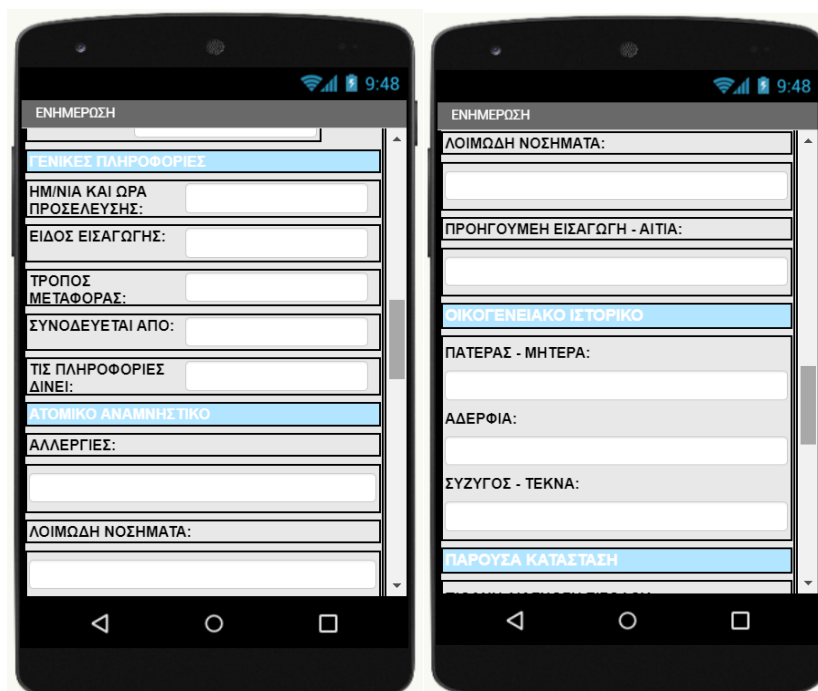 9:48
ΕΝΗΜΕΡΩΣΗ
ΓΕΝΙΚΕΣ ΠΛΗΡΟΦΟΡΙΕΣ
ΗΜ/ΝΙΑ ΚΑΙ ΩΡΑ
ΠΡΟΣΕΛΕΥΣΗΣ:
ΕΙΔΟΣ ΕΙΣΑΓΩΓΗΣ:
ΤΡΟΠΟΣ
ΜΕΤΑΦΟΡΑΣ:
ΣΥΝΟΔΕΥΕΤΑΙ ΑΠΟ:
ΤΙΣ ΠΛΗΡΟΦΟΡΙΕΣ
ΔΙΝΕΙ:
ΑΤΟΜΙΚΟ ΑΝΑΜΝΗΣΤΙΚΟ
ΑΛΛΕΡΓΙΕΣ:
ΛΟΙΜΩΔΗ ΝΟΣΗΜΑΤΑ:
9:48
ΕΝΗΜΕΡΩΣΗ
ΛΟΙΜΩΔΗ ΝΟΣΗΜΑΤΑ:
ΠΡΟΗΓΟΥΜΕΗ ΕΙΣΑΓΩΓΗ - ΑΙΤΙΑ:
ΟΙΚΟΓΕΝΕΙΑΚΟ ΙΣΤΟΡΙΚΟ
ΠΑΤΕΡΑΣ - ΜΗΤΕΡΑ:
ΑΔΕΡΦΙΑ:
ΣΥΖΥΓΟΣ - ΤΕΚΝΑ:
ΠΑΡΟΥΣΑ ΚΑΤΑΣΤΑΣΗ